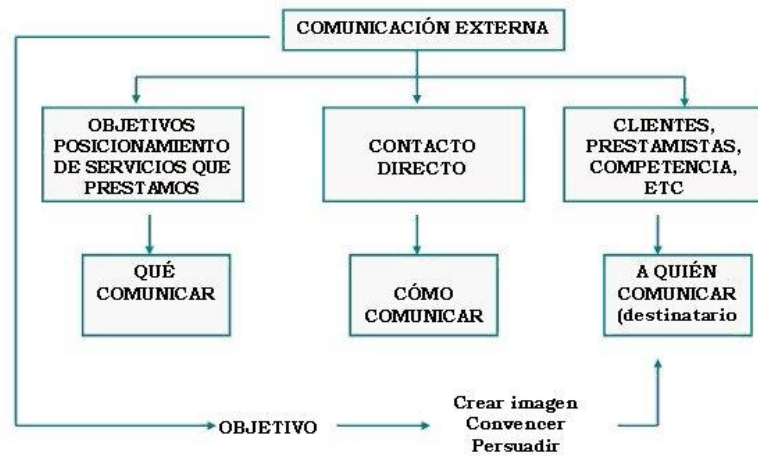 COMUNICACIÓN EXTERNA
OBJETIVOS
POSICIONAMIENTO
DE SERVICIOS QUE
PRESTAMOS
CONTACTO
DIRECTO
CLIENTES,
PRESTAMISTAS,
COMPETENCIA,
ETC
QUÉ
COMUNICAR
CÓMO
COMUNICAR
A QUIÉN
COMUNICAR
(destinatario
OBJETIVO
Crear imagen
Convencer
Persuadir